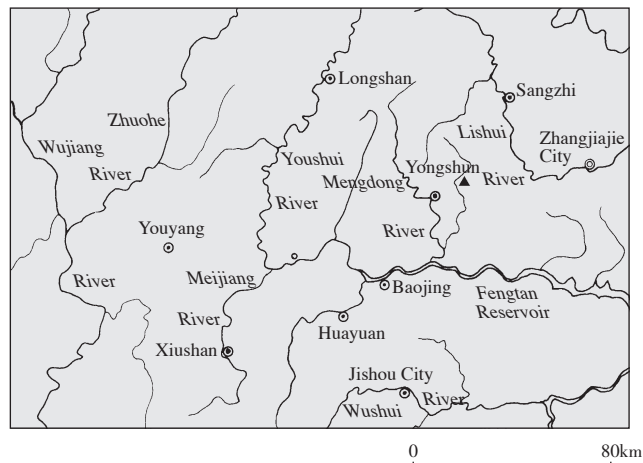 Longshan
Sangzhi
Zhuohe
Lishui
Zhangjiajie
City
Wujiang
Youshui
Yongshun
River
Mengdong
River
River
Youyang
River
River
Meijiang
Baojing
Fengtan
Reservoir
River
Huayuan
Xiushan
Jishou City
River
Wushui
0
80km